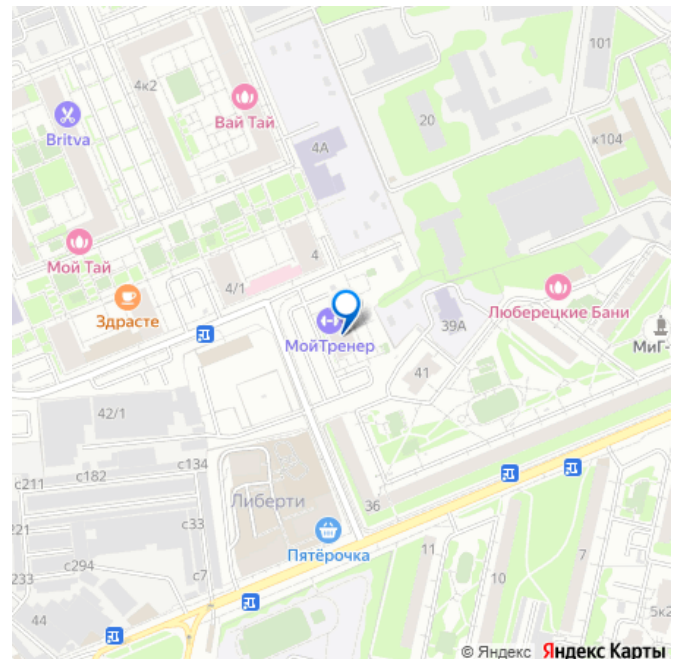 101
4к2
Britva
Вай Тай
20
к104
4А
Мой Тай
4
4/1
Здрасте
Люберецкие Бани
39А
МойТренер
МиГ-
41
42/1
с134
с182
с211
Либерти
36
с33
221
Пятёрочка
с294
11
7
с7
10
233
5к2
44
© Яндекс Яндекс Карты